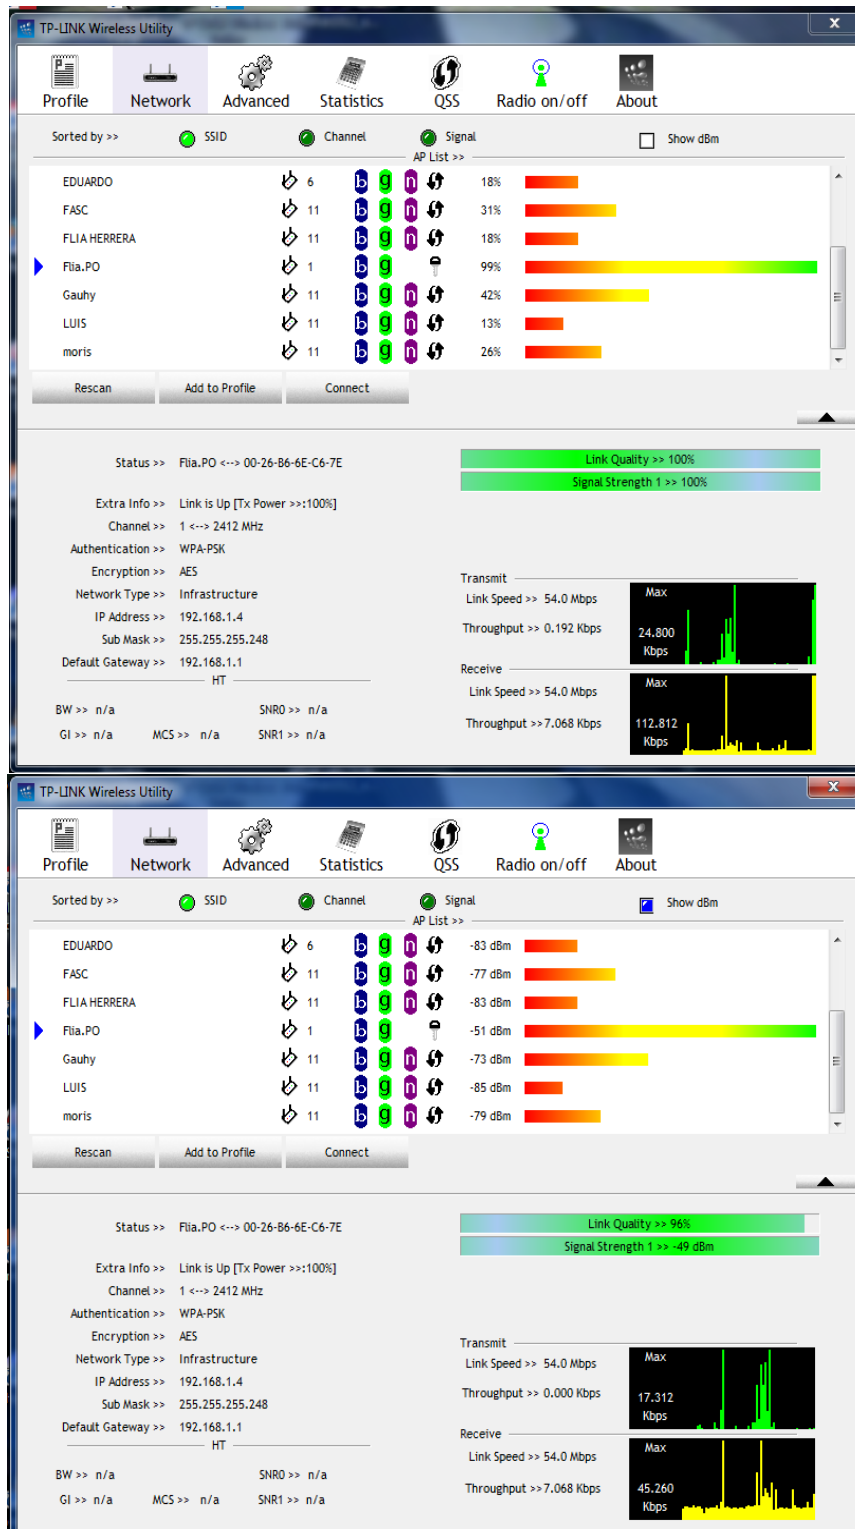 TP-LINK Wireless Utility
Profile Network Advanced Statistics QSS Radio on/off About
Sorted by >> SSID Channel Signal Show dBm
AP List >>
EDUARDO 6 b g n 18%
FASC 11 b g n 31%
FLIA HERRERA 11 b g n 18%
Flia.PO 1 b g 99%
Gauhy 11 b g n 42%
LUIS 11 b g n 13%
moris 11 b g n 26%
Rescan Add to Profile Connect
Status >> Flia.PO <--> 00-26-B6-6E-C6-7E
Extra Info >> Link is Up [Tx Power >>:100%]
Channel >> 1 <--> 2412 MHz
Authentication >> WPA-PSK
Encryption >> AES
Network Type >> Infrastructure
IP Address >> 192.168.1.4
Sub Mask >> 255.255.255.248
Default Gateway >> 192.168.1.1
HT
BW >> n/a SNR0 >> n/a
GI >> n/a MCS >> n/a SNR1 >> n/a
Link Quality >> 100%
Signal Strength 1 >> 100%
Transmit
Link Speed >> 54.0 Mbps
Throughput >> 0.192 Kbps
Max
24.800
Kbps
Receive
Link Speed >> 54.0 Mbps
Throughput >>7.068 Kbps
Max
112.812
Kbps
TP-LINK Wireless Utility
Profile Network Advanced Statistics QSS Radio on/off About
Sorted by >> SSID Channel Signal Show dBm
AP List >>
EDUARDO 6 b g n -83 dBm
FASC 11 b g n -77 dBm
FLIA HERRERA 11 b g n -83 dBm
Flia.PO 1 b g -51 dBm
Gauhy 11 b g n -73 dBm
LUIS 11 b g n -85 dBm
moris 11 b g n -79 dBm
Rescan Add to Profile Connect
Status >> Flia.PO <--> 00-26-B6-6E-C6-7E
Extra Info >> Link is Up [Tx Power >>:100%]
Channel >> 1 <--> 2412 MHz
Authentication >> WPA-PSK
Encryption >> AES
Network Type >> Infrastructure
IP Address >> 192.168.1.4
Sub Mask >> 255.255.255.248
Default Gateway >> 192.168.1.1
HT
BW >> n/a SNR0 >> n/a
GI >> n/a MCS >> n/a SNR1 >> n/a
Link Quality >> 96%
Signal Strength 1 >> -49 dBm
Transmit
Link Speed >> 54.0 Mbps
Throughput >> 0.000 Kbps
Max
17.312
Kbps
Receive
Link Speed >> 54.0 Mbps
Throughput >>7.068 Kbps
Max
45.260
Kbps